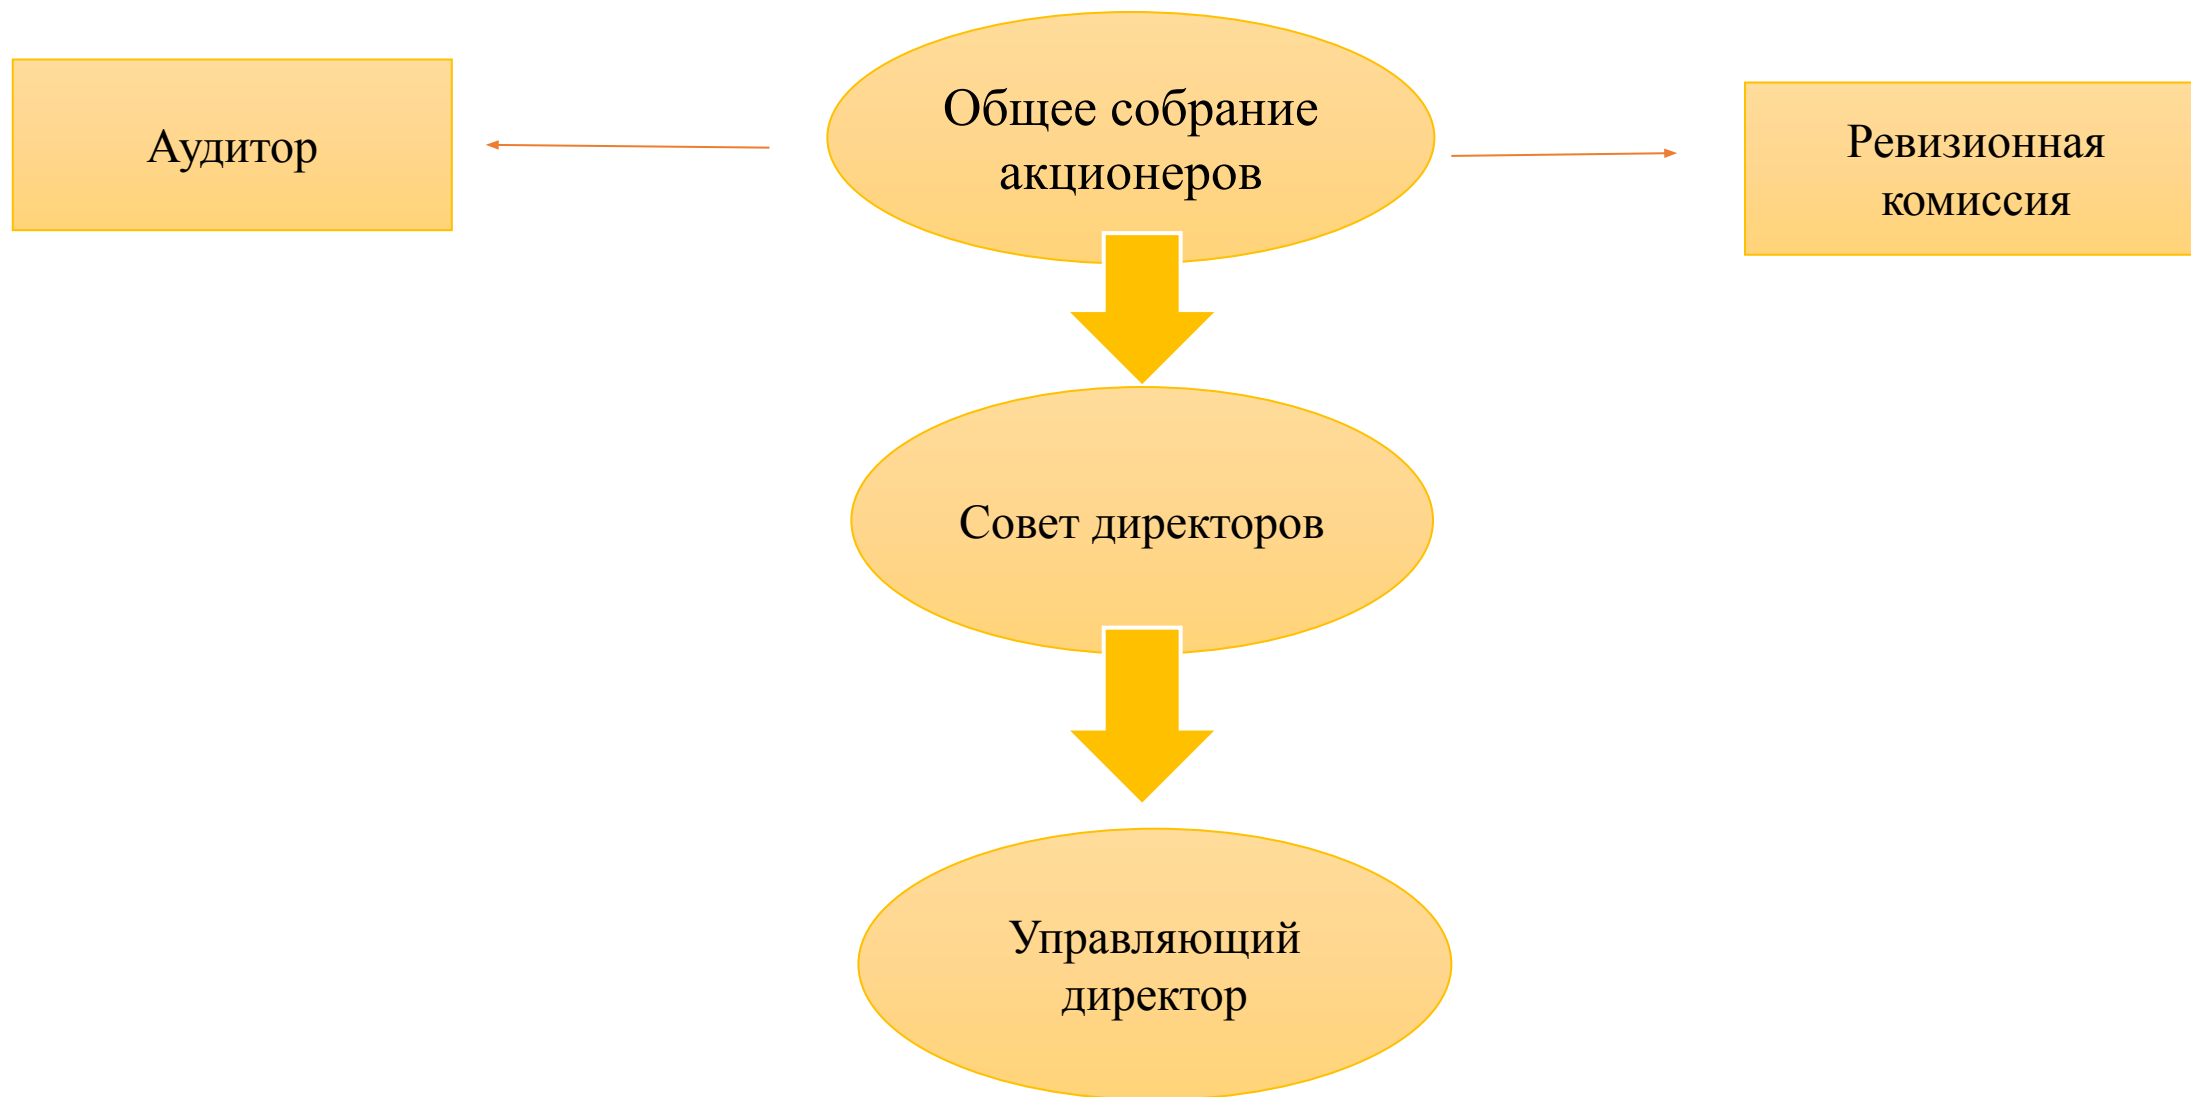 Аудитор
Общее собрание
акционеров
Ревизионная
комиссия
Совет директоров
Управляющий
директор